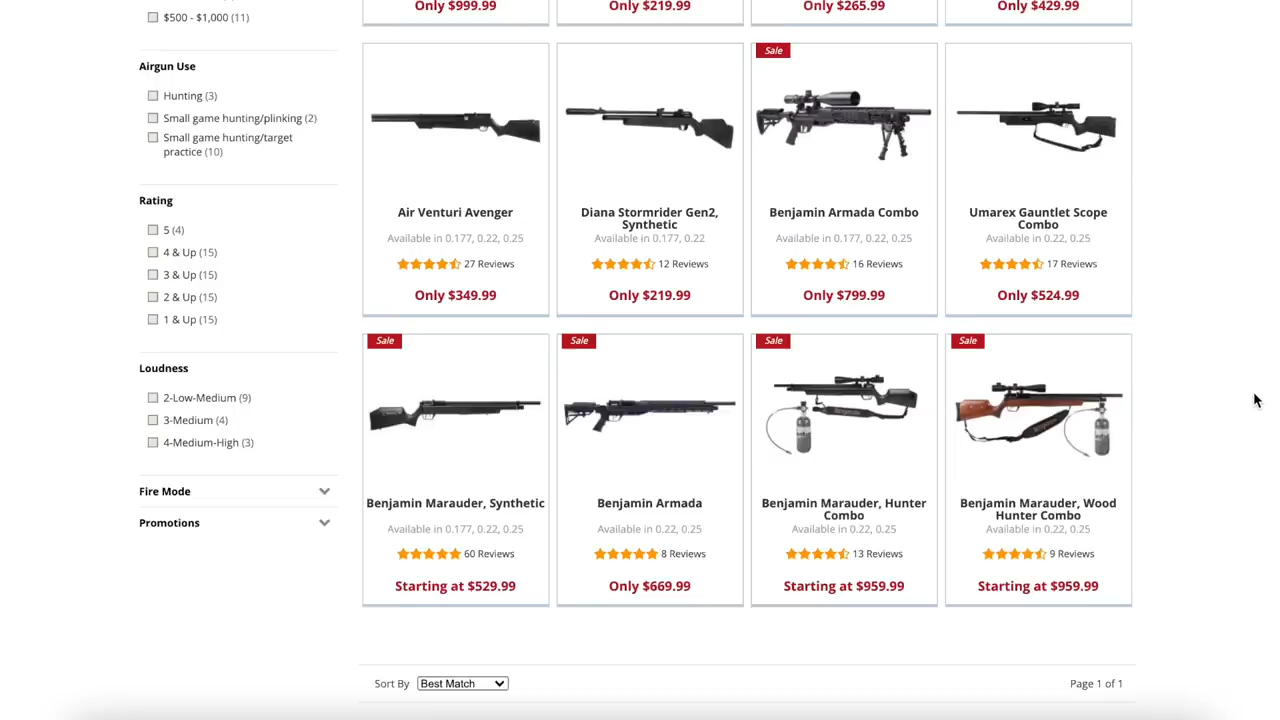 $500 - $1,000 (11)
Airgun Use
Hunting (3)
Small game hunting/plinking (2)
Small game hunting/target
practice (10)
Rating
5 (4)
4 & Up (15)
3 & Up (15)
2 & Up (15)
1 & Up (15)
Loudness
2-Low-Medium (9)
3-Medium (4)
4-Medium-High (3)
Fire Mode
Promotions
Only $999.99
Only $219.99
Only $265.99
Only $429.99
Air Venturi Avenger
Available in 0.177, 0.22, 0.25
27 Reviews
Only $349.99
Diana Stormrider Gen2,
Synthetic
Available in 0.177, 0.22
12 Reviews
Only $219.99
Sale
Benjamin Armada Combo
Available in 0.177, 0.22, 0.25
16 Reviews
Only $799.99
Umarex Gauntlet Scope
Combo
Available in 0.22, 0.25
17 Reviews
Only $524.99
Sale
Benjamin Marauder, Synthetic
Available in 0.177, 0.22, 0.25
60 Reviews
Starting at $529.99
Sale
Benjamin Armada
Available in 0.22, 0.25
8 Reviews
Only $669.99
Sale
Benjamin Marauder, Hunter
Combo
Available in 0.22, 0.25
13 Reviews
Starting at $959.99
Sale
Benjamin Marauder, Wood
Hunter Combo
Available in 0.22, 0.25
9 Reviews
Starting at $959.99
Sort By
Best Match
Page 1 of 1